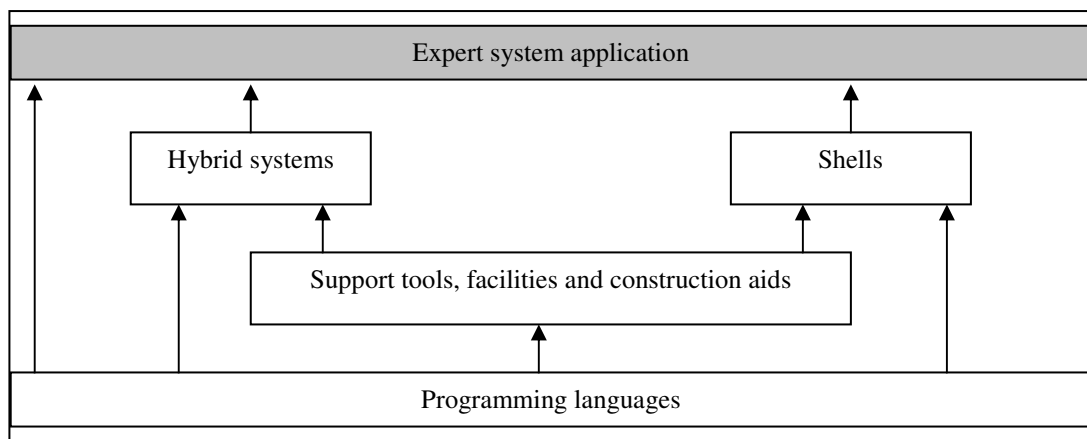 Expert system application
Hybrid systems
Shells
Support tools, facilities and construction aids
Programming languages